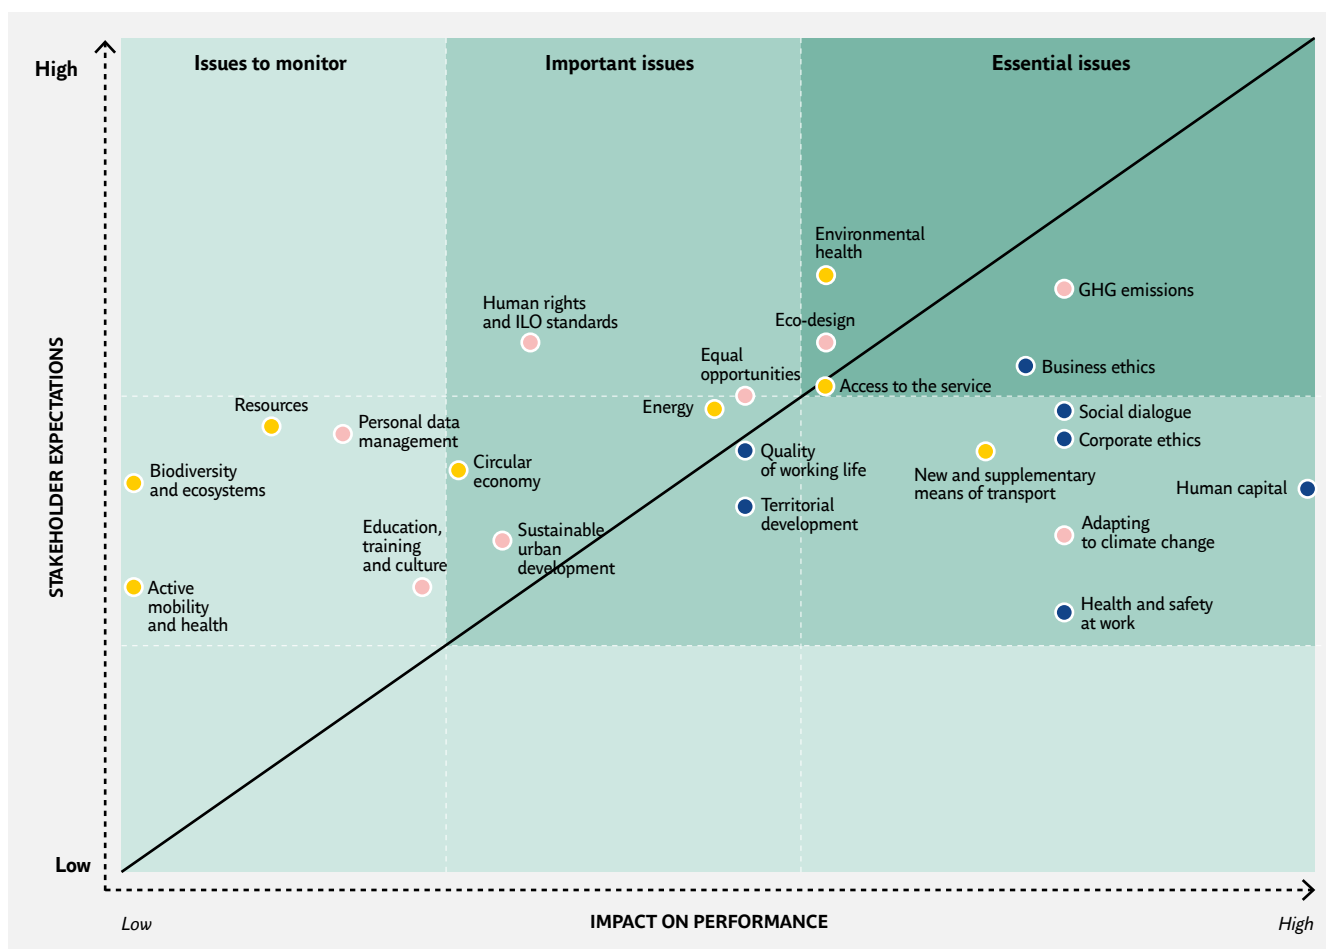 High
Issues to monitor
Important issues
Essential issues
Environmental
health
GHG emissions
Human rights
and ILO standards
Eco-design
Equal
opportunities
Business ethics
Access to the service
Energy
Resources
Personal data
management
Social dialogue
Corporate ethics
Quality
of working life
Circular
economy
Biodiversity
and ecosystems
New and supplementary
means of transport
Human capital
Territorial
development
Education,
training
and culture
Sustainable
urban
development
Adapting
to climate change
Active
mobility
and health
Health and safety
at work
STAKEHOLDER EXPECTATIONS
Low
Low
IMPACT ON PERFORMANCE
High